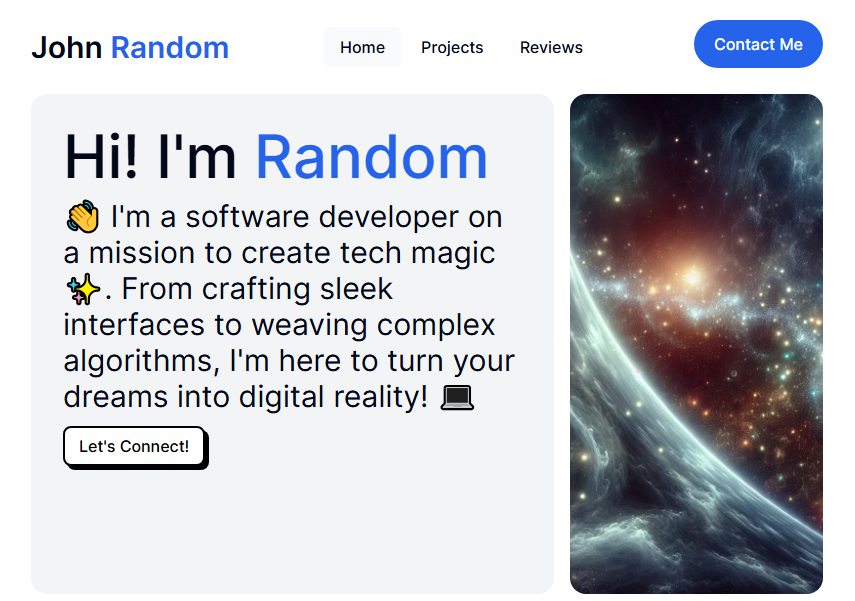 John Random
Home
Projects
Reviews
Contact Me
Hi! I'm Random
👋 I'm a software developer on
a mission to create tech magic
✨. From crafting sleek
interfaces to weaving complex
algorithms, I'm here to turn your
dreams into digital reality! 💻
Let's Connect!